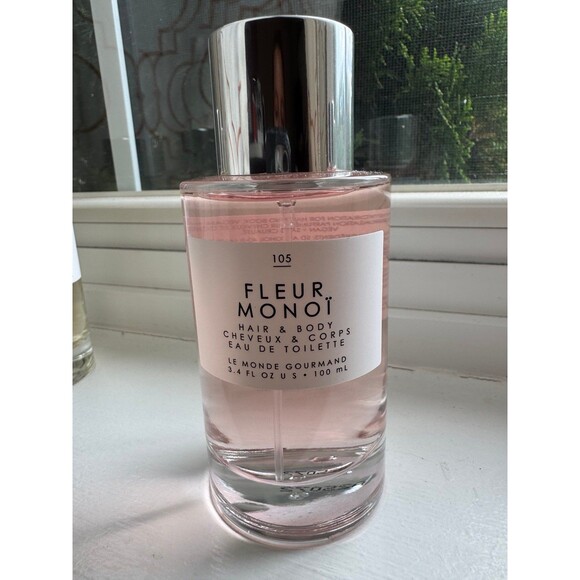 105
FLEUR
MONOÏ
HAIR & BODY
CHEVEUX & CORPS
EAU DE TOILETTE
LE MONDE GOURMAND
3.4 FL OZ U S • 100 mL